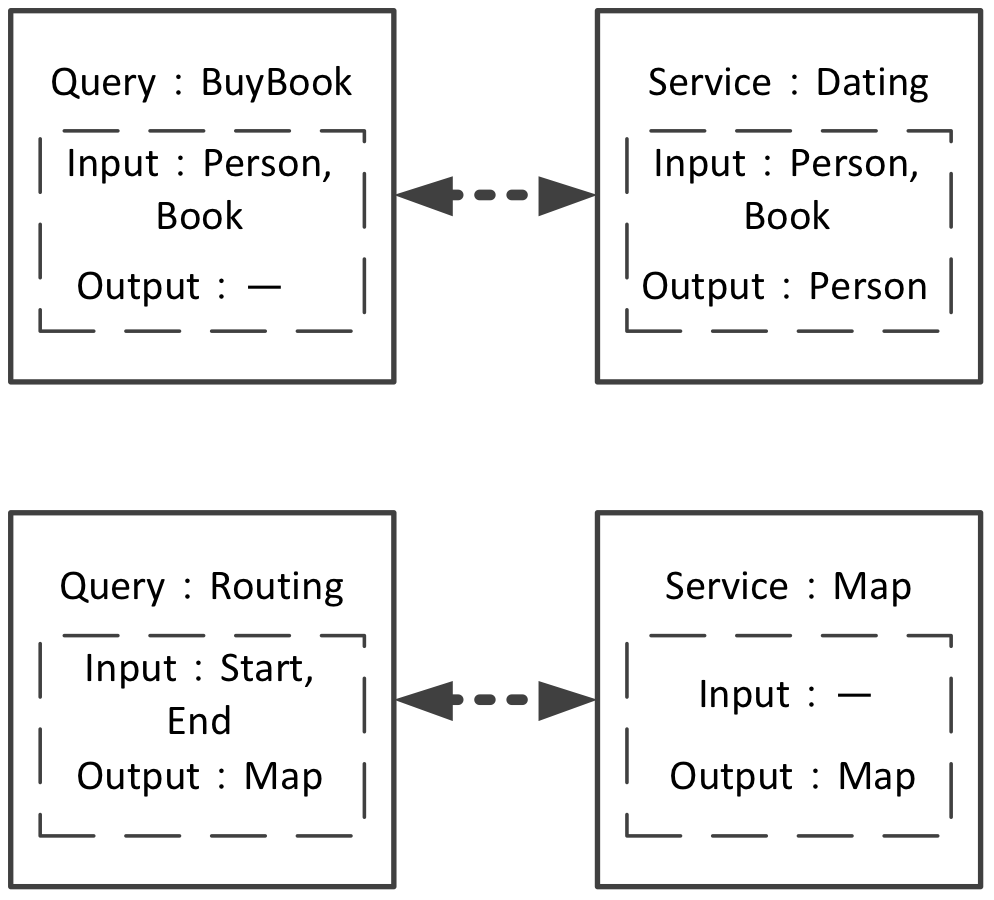 Query : BuyBook
Input : Person,
Book
Output : —
Service : Dating
Input : Person,
Book
Output : Person
Query : Routing
Input : Start,
End
Output : Map
Service : Map
Input : —
Output : Map